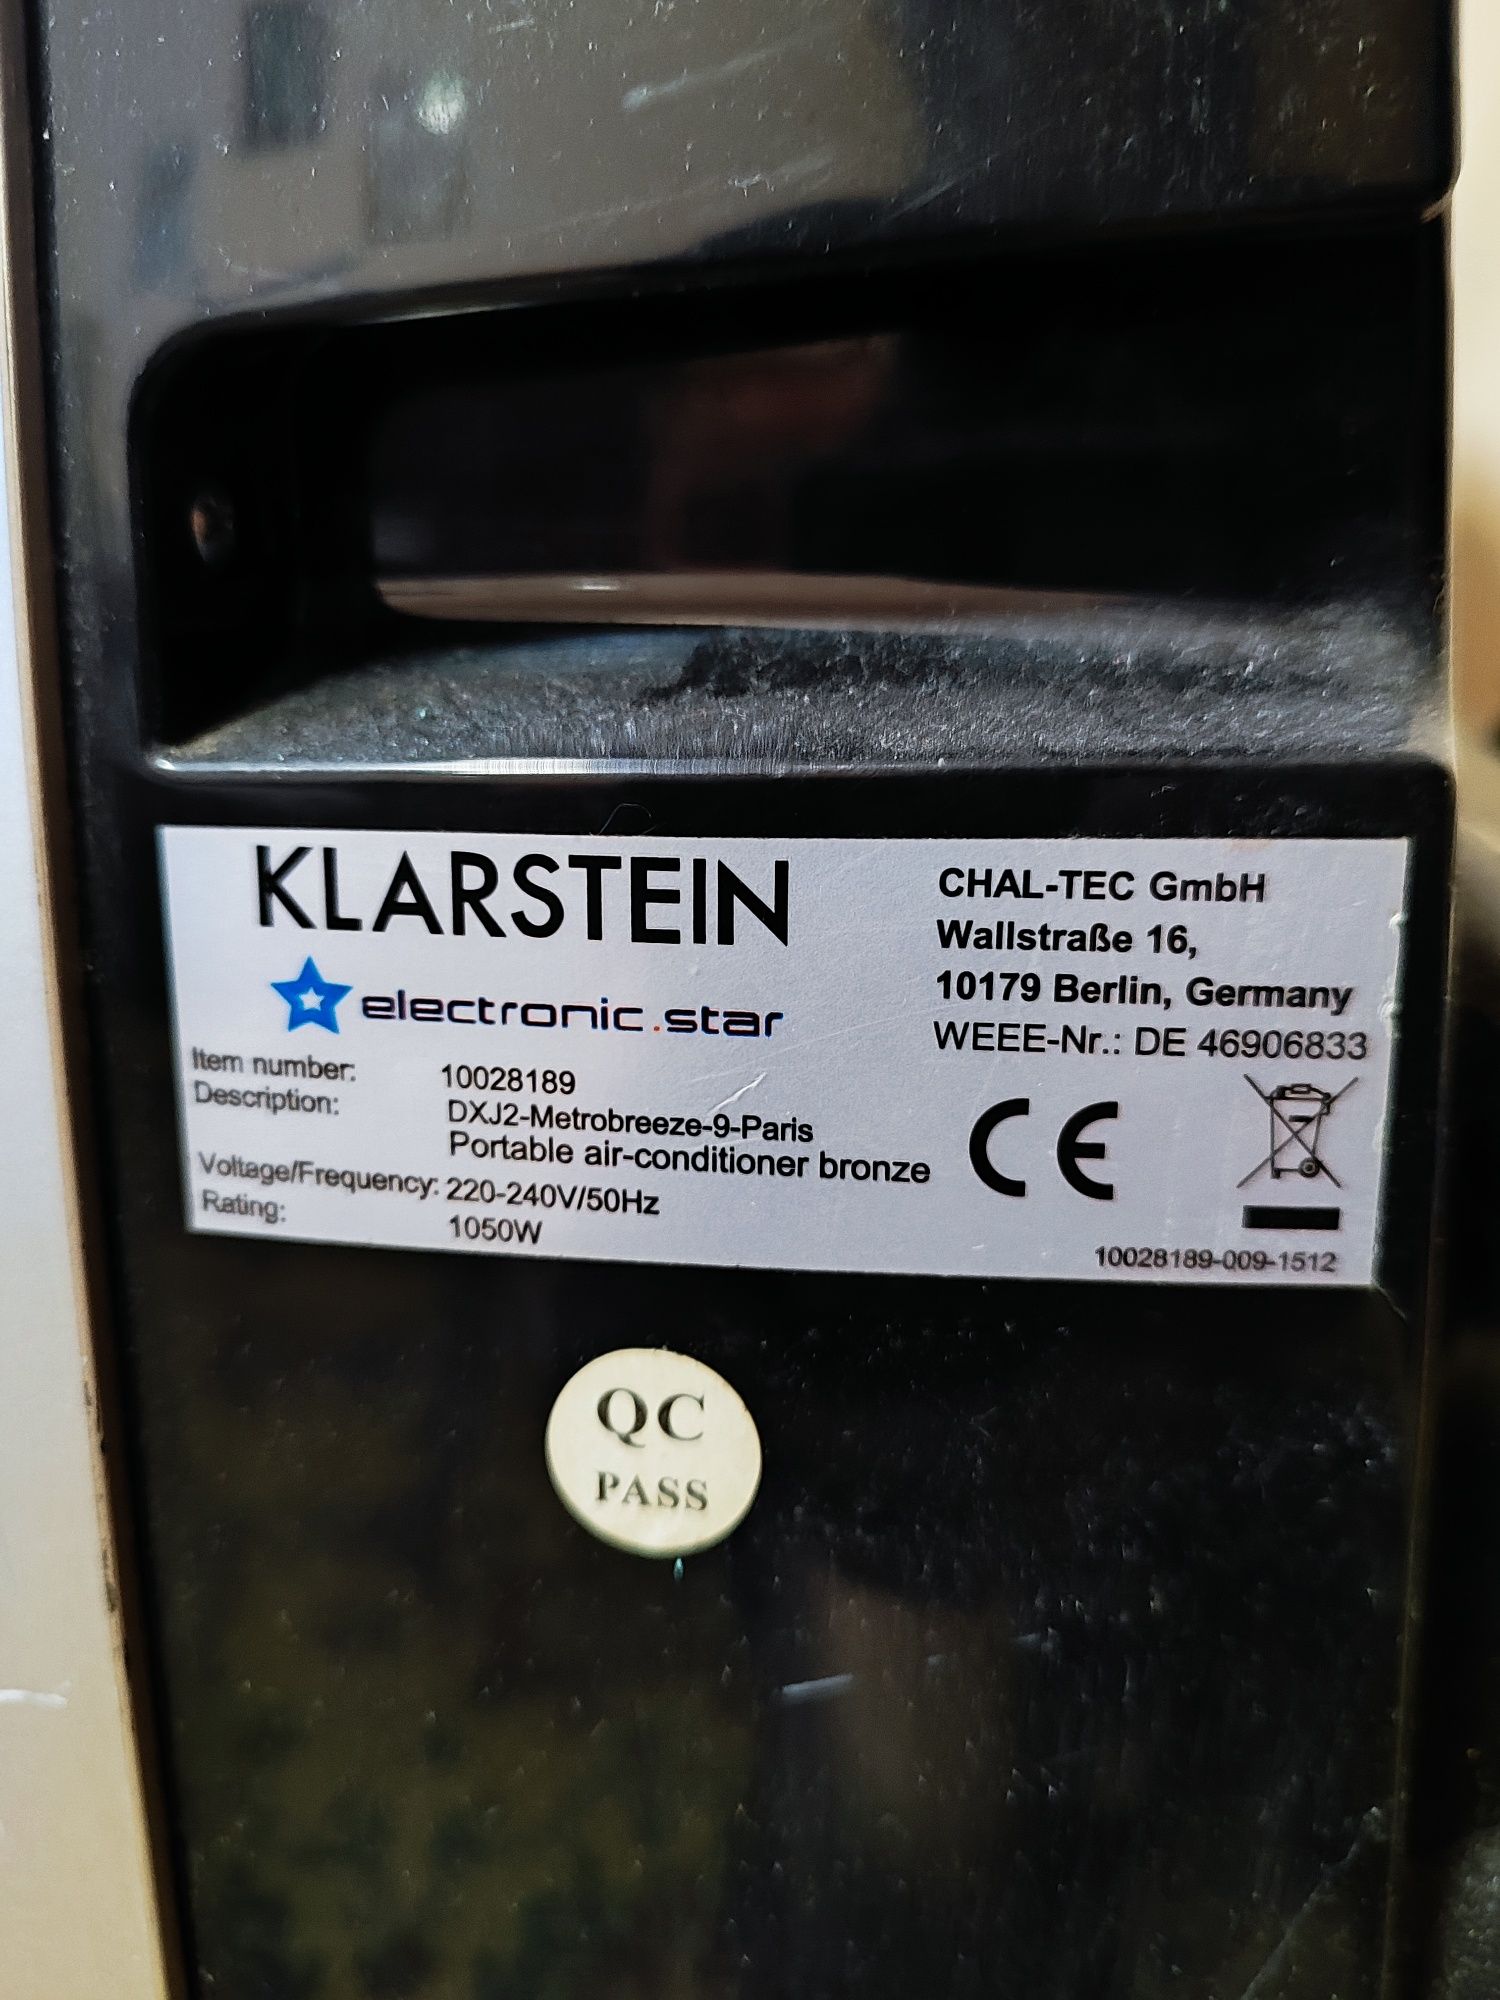 KLARSTEIN
electronic.star
CHAL-TEC GmbH
Wallstraße 16,
10179 Berlin, Germany
WEEE-Nr.: DE 46906833
Item number: 10028189
Description: DXJ2-Metrobreeze-9-Paris
Portable air-conditioner bronze
Voltage/Frequency: 220-240V/50Hz
Rating: 1050W
CE
10028189-009-1512
QC
PASS